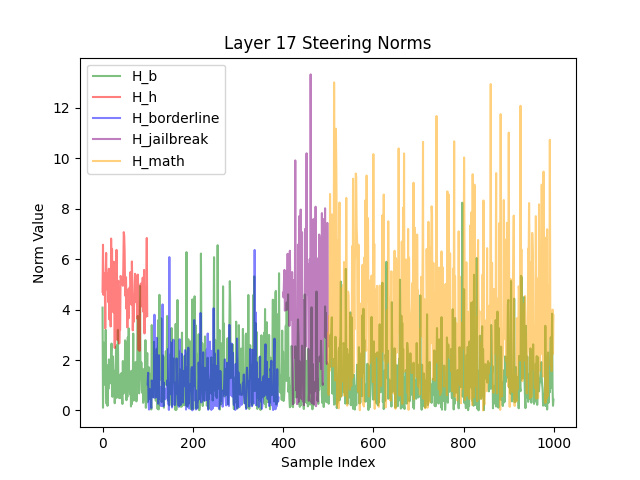 Layer 17 Steering Norms
H_b
H_h
H_borderline
H_jailbreak
H_math
Norm Value
12
10
8
6
4
2
0
0
200
400
600
800
1000
Sample Index